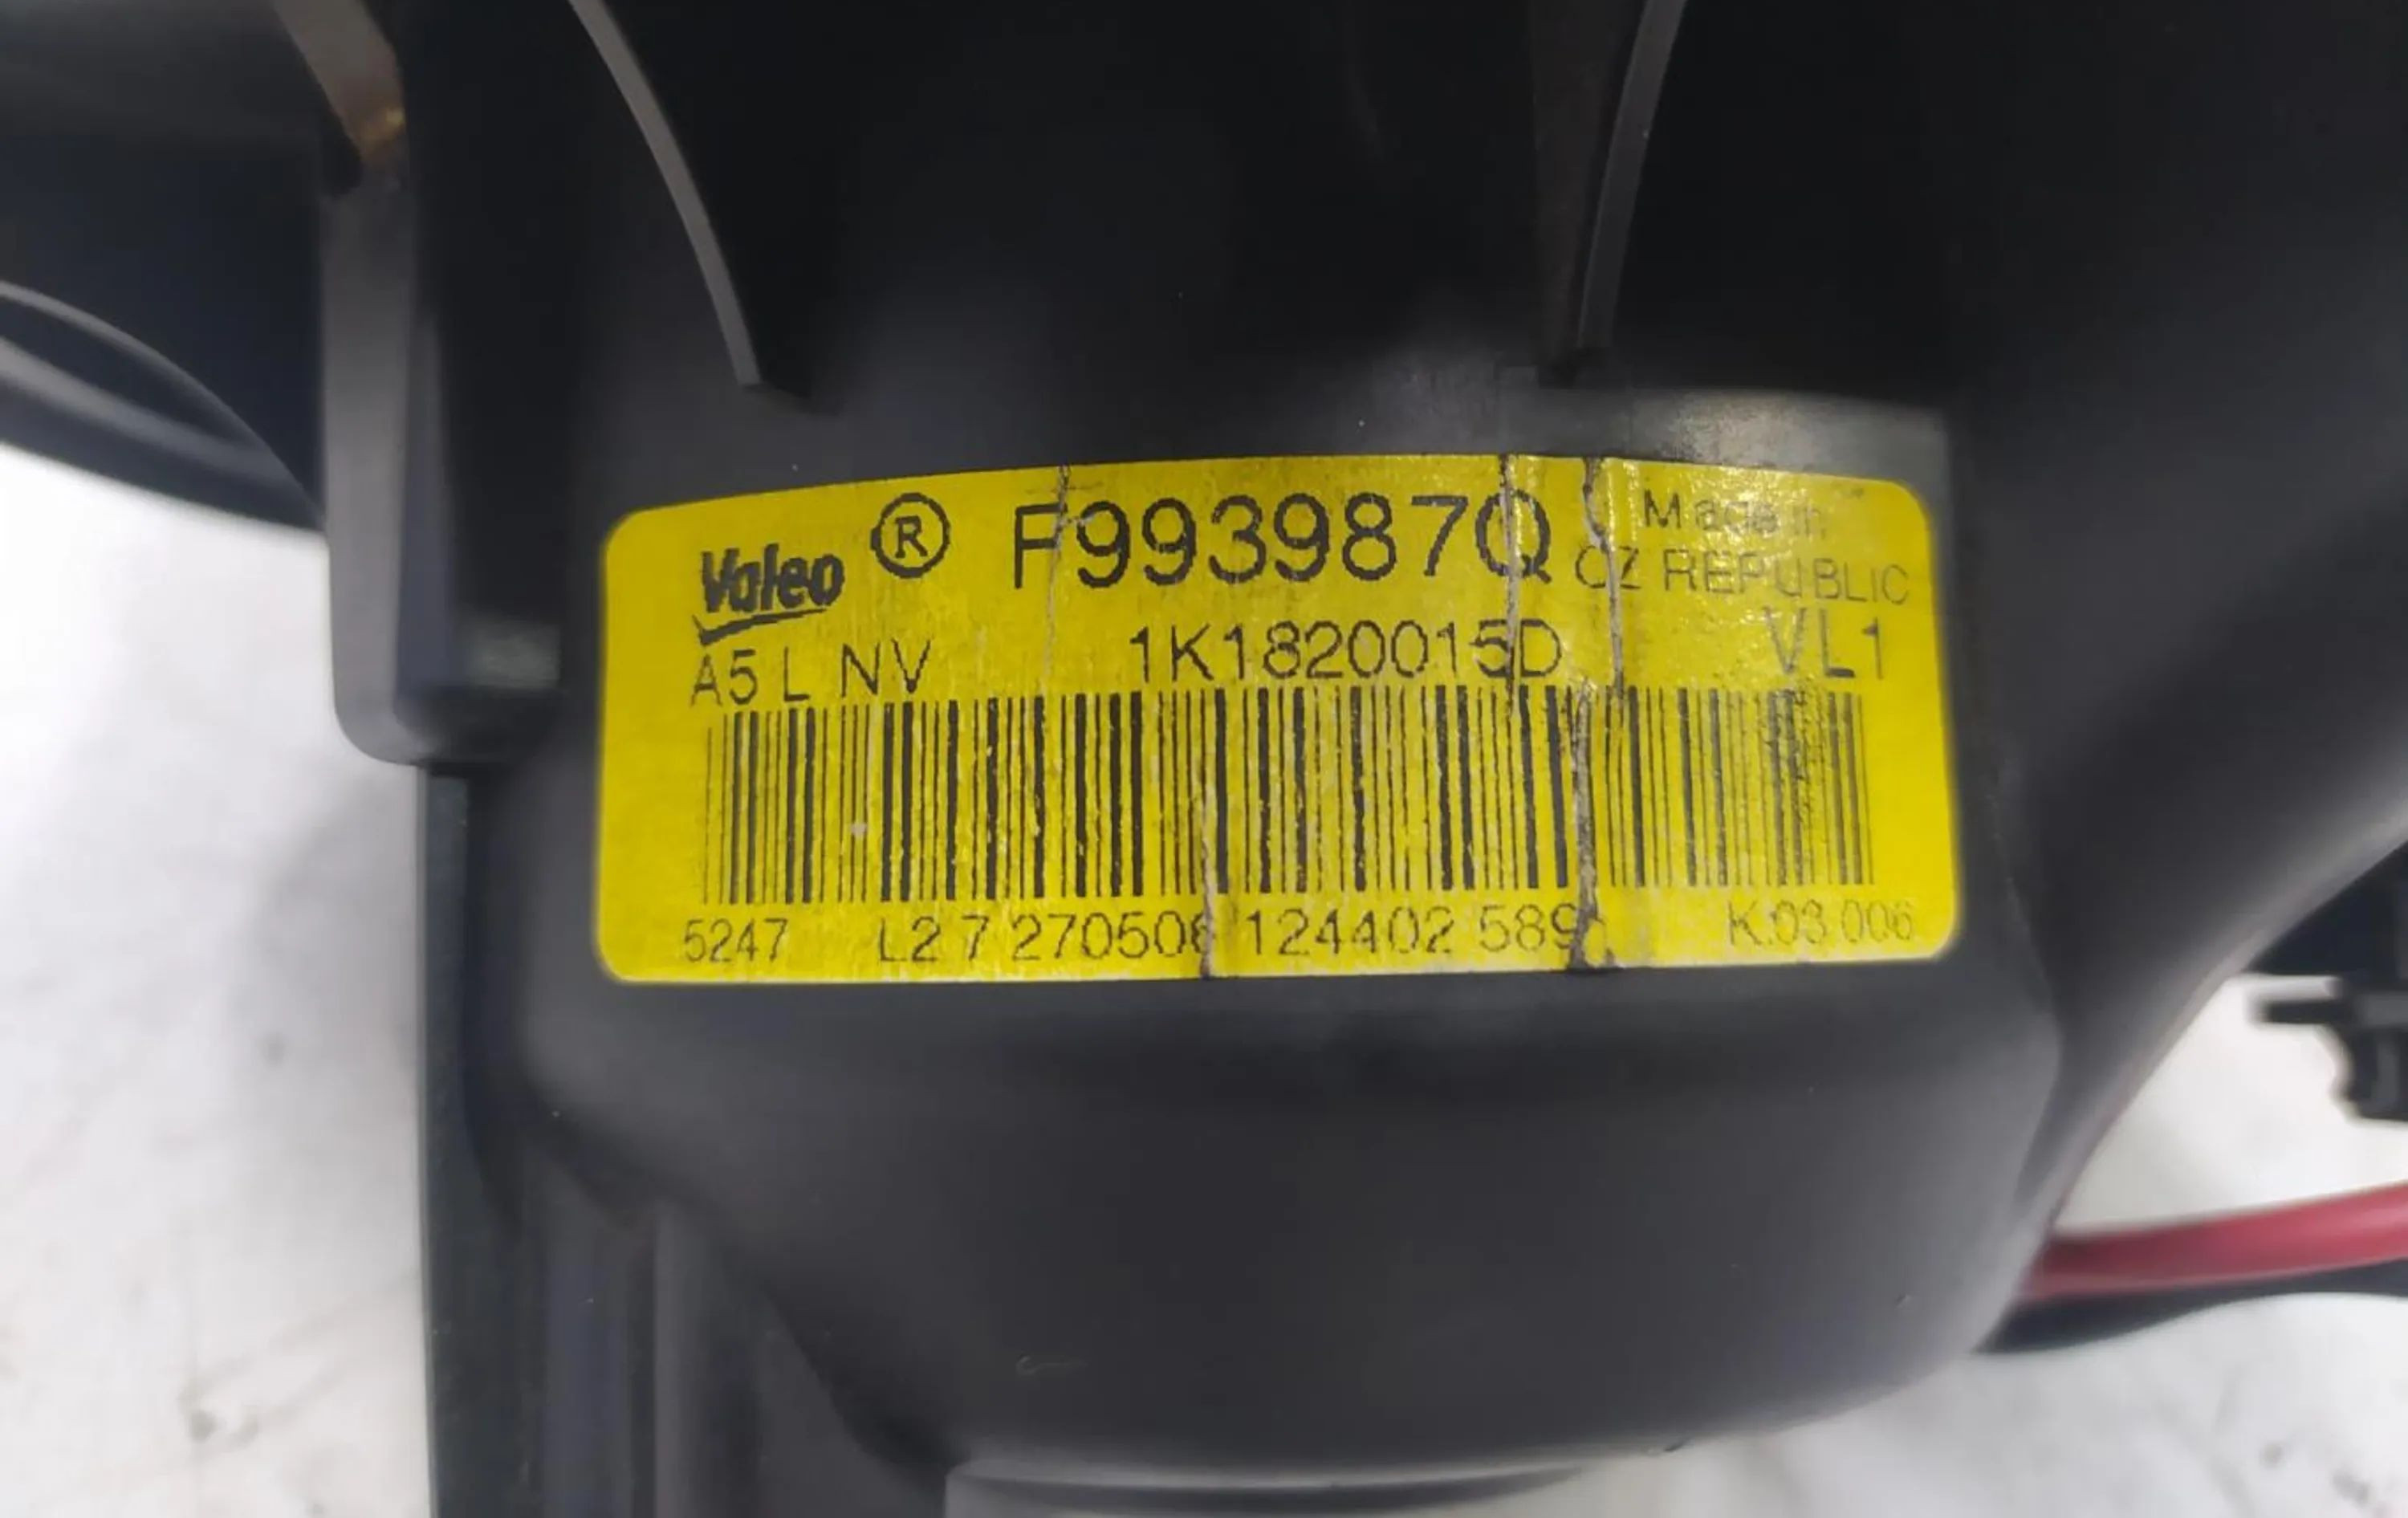 Valeo ® F993987Q Made in
CZ REPUBLIC
A5 L NV 1K1820015D VL1
5247 L2 7 270508 124402 589 K.03.006